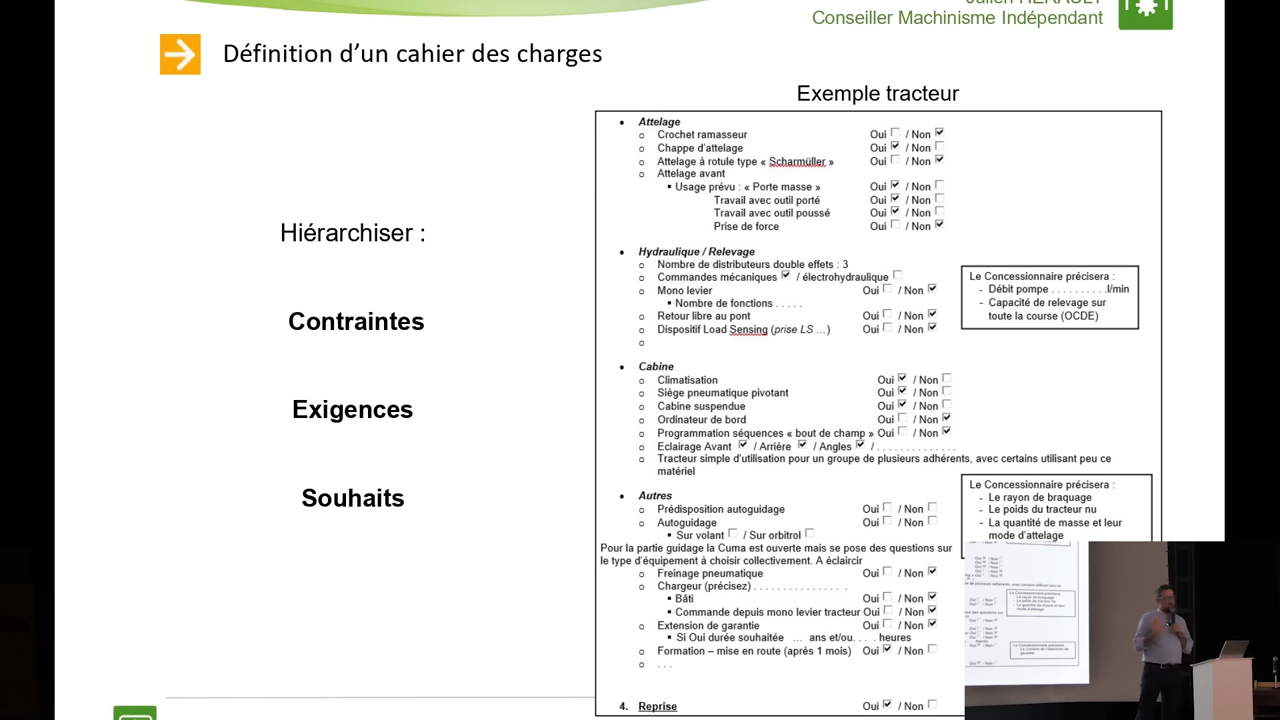 Julien HERAULT
Conseiller Machinisme Indépendant
Définition d’un cahier des charges
Exemple tracteur
Hiérarchiser :
Contraintes
Exigences
Souhaits
• Attelage
o Crochet ramasseur Oui / Non
o Chappe d’attelage Oui / Non
o Attelage à rotule type « Scharmüller » Oui / Non
o Attelage avant
▪ Usage prévu : « Porte masse » Oui / Non
Travail avec outil porté Oui / Non
Travail avec outil poussé Oui / Non
Prise de force Oui / Non
• Hydraulique / Relevage
o Nombre de distributeurs double effets : 3
o Commandes mécaniques / électrohydraulique
o Mono levier Oui / Non
▪ Nombre de fonctions . . . . .
o Retour libre au pont Oui / Non
o Dispositif Load Sensing (prise LS ...) Oui / Non
o
Le Concessionnaire précisera :
- Débit pompe . . . . . . . . . .l/min
- Capacité de relevage sur
toute la course (OCDE)
• Cabine
o Climatisation Oui / Non
o Siège pneumatique pivotant Oui / Non
o Cabine suspendue Oui / Non
o Ordinateur de bord Oui / Non
o Programmation séquences « bout de champ » Oui / Non
o Eclairage Avant / Arrière / Angles / . . . . . . . . . . . . . .
o Tracteur simple d’utilisation pour un groupe de plusieurs adhérents, avec certains utilisant peu ce
matériel
• Autres
o Prédisposition autoguidage Oui / Non
o Autoguidage Oui / Non
▪ Sur volant / Sur orbitrol
Pour la partie guidage la Cuma est ouverte mais se pose des questions sur
le type d’équipement à choisir collectivement. A éclaircir
o Freinage pneumatique Oui / Non
o Chargeur (précisez) . . . . . . . . . . . . . . . .
▪ Bâti Oui / Non
▪ Commande depuis mono levier tracteur Oui / Non
o Extension de garantie Oui / Non
▪ Si Oui durée souhaitée ... ans et/ou. . . . heures
o Formation – mise en route (après 1 mois) Oui / Non
o . . .
Le Concessionnaire précisera :
- Le rayon de braquage
- Le poids du tracteur nu
- La quantité de masse et leur
mode d’attelage
4. Reprise Oui / Non